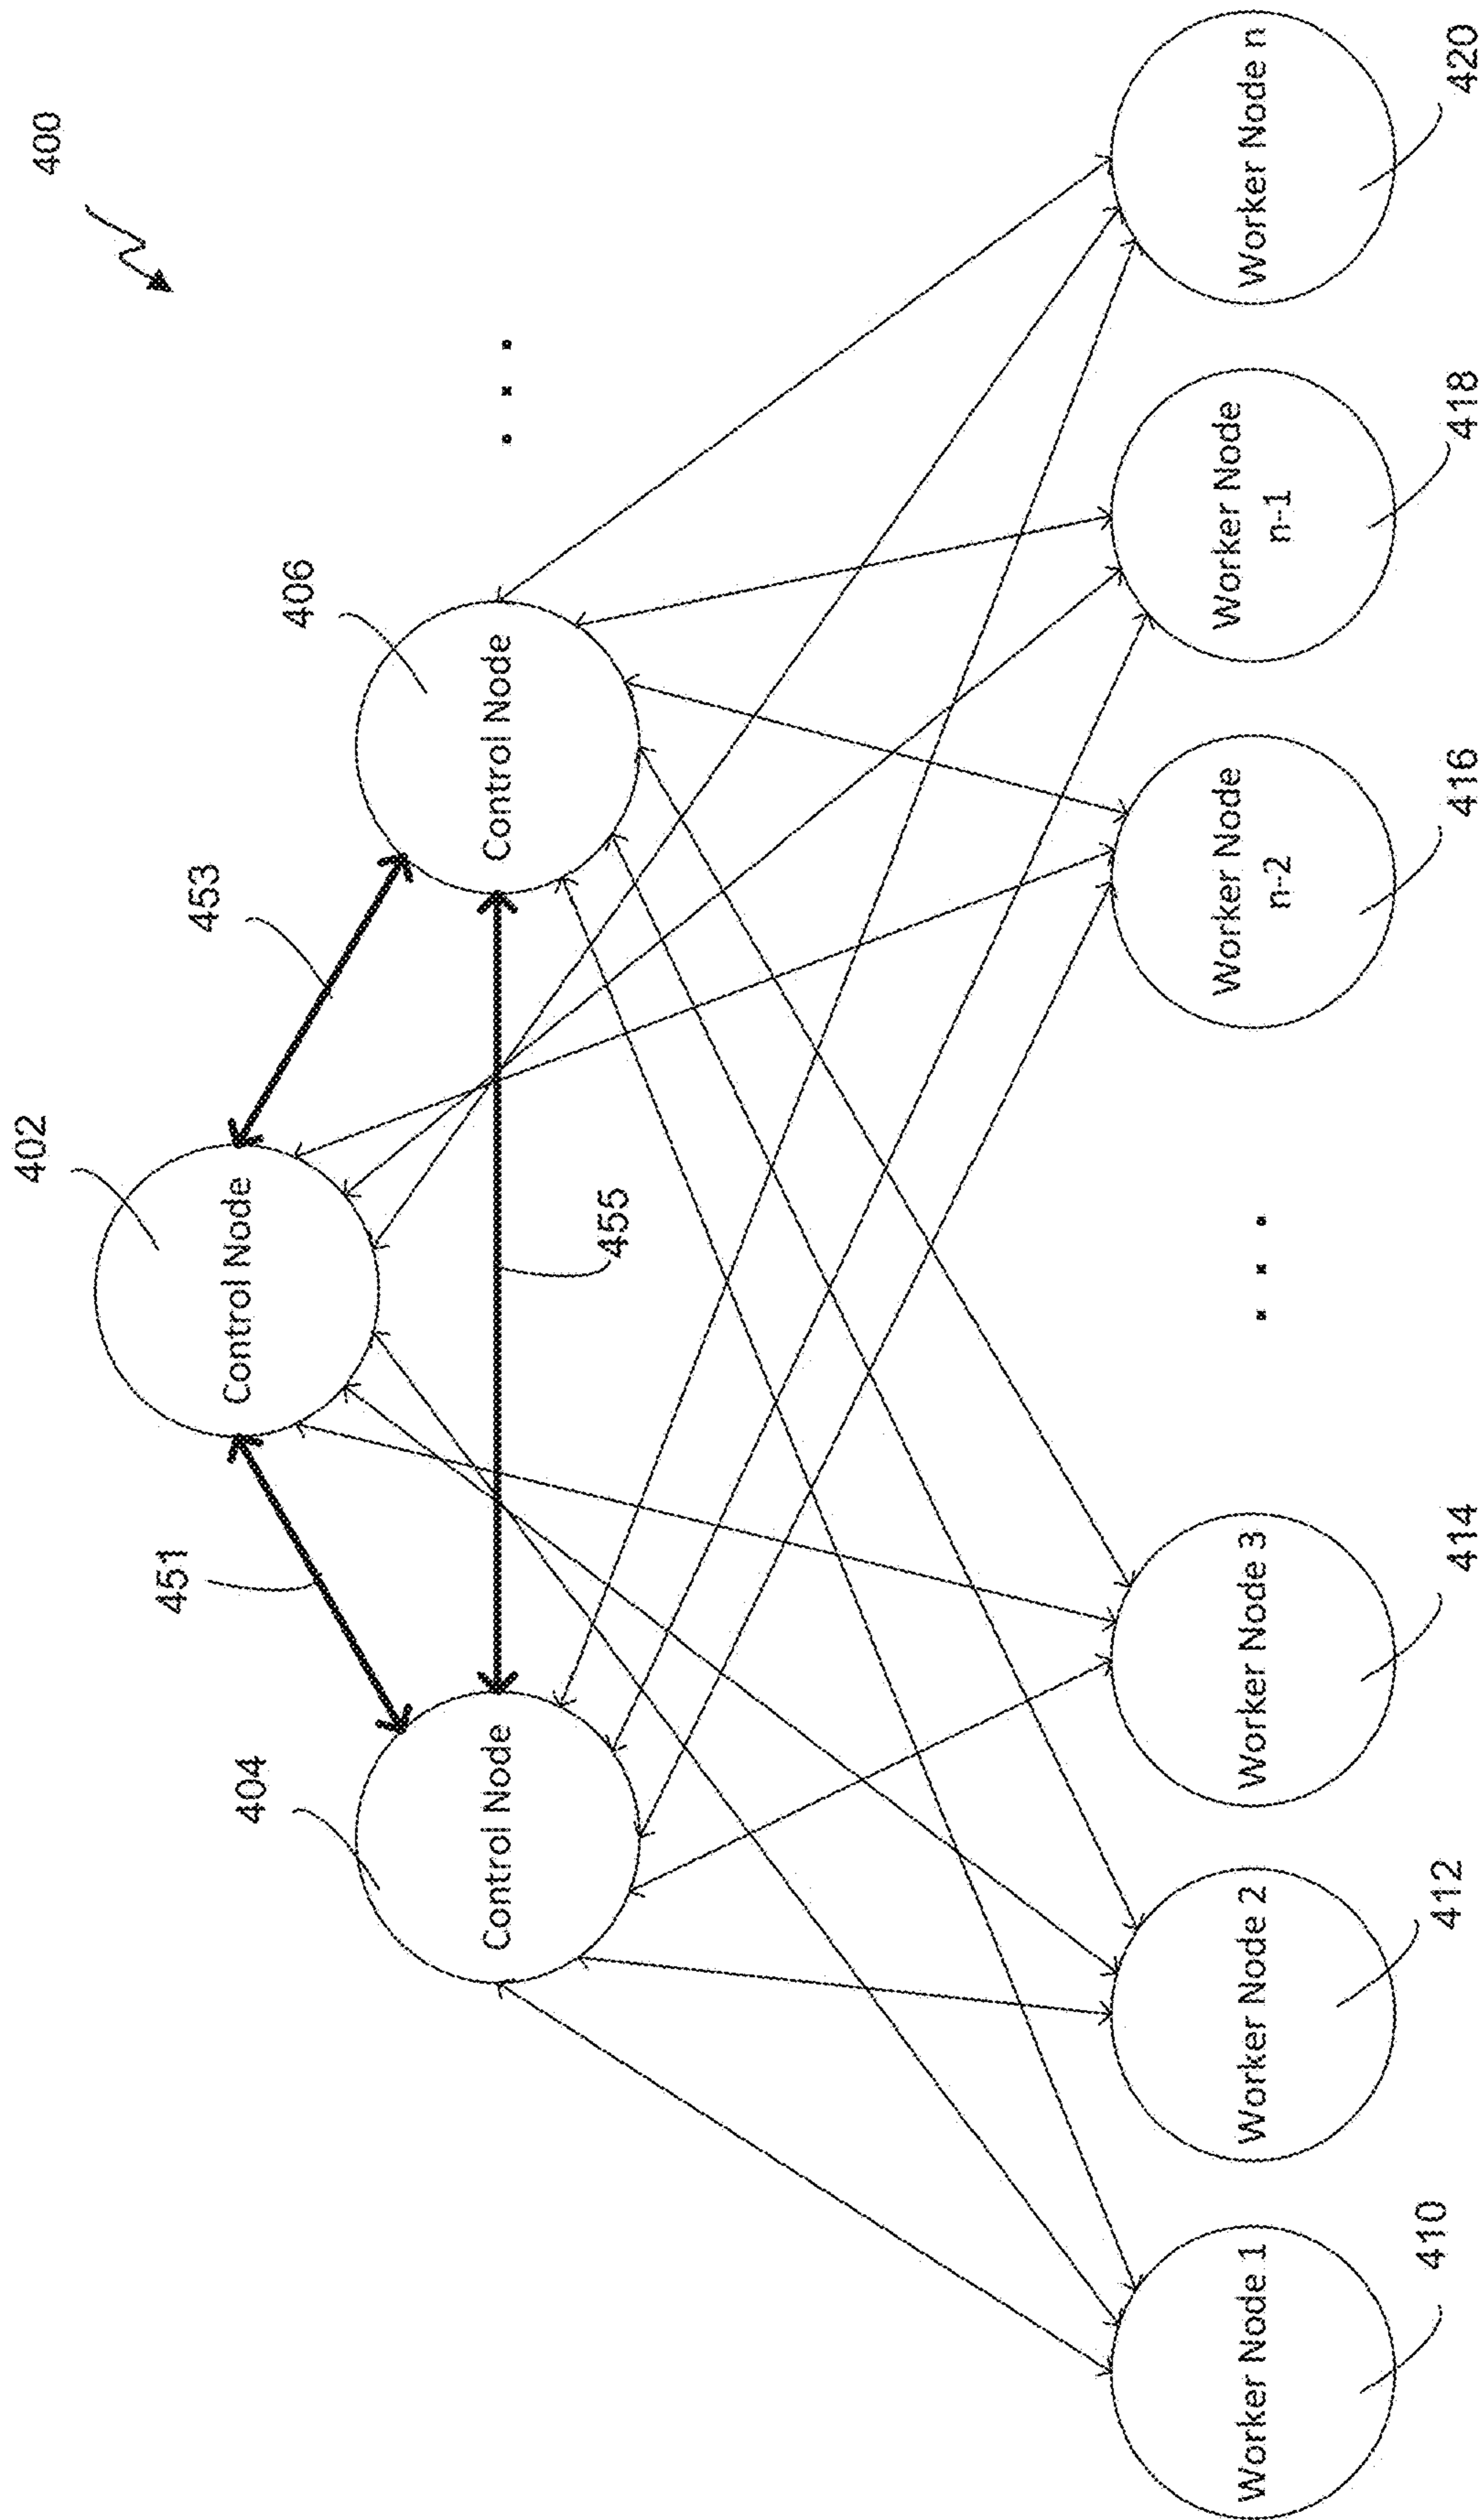 400
402
Control Node
451
453
404
406
Control Node
Control Node
455
. . .
Worker Node 1
Worker Node 2
Worker Node 3
. . .
Worker Node
n-2
Worker Node
n-1
Worker Node n
410
412
414
416
418
420